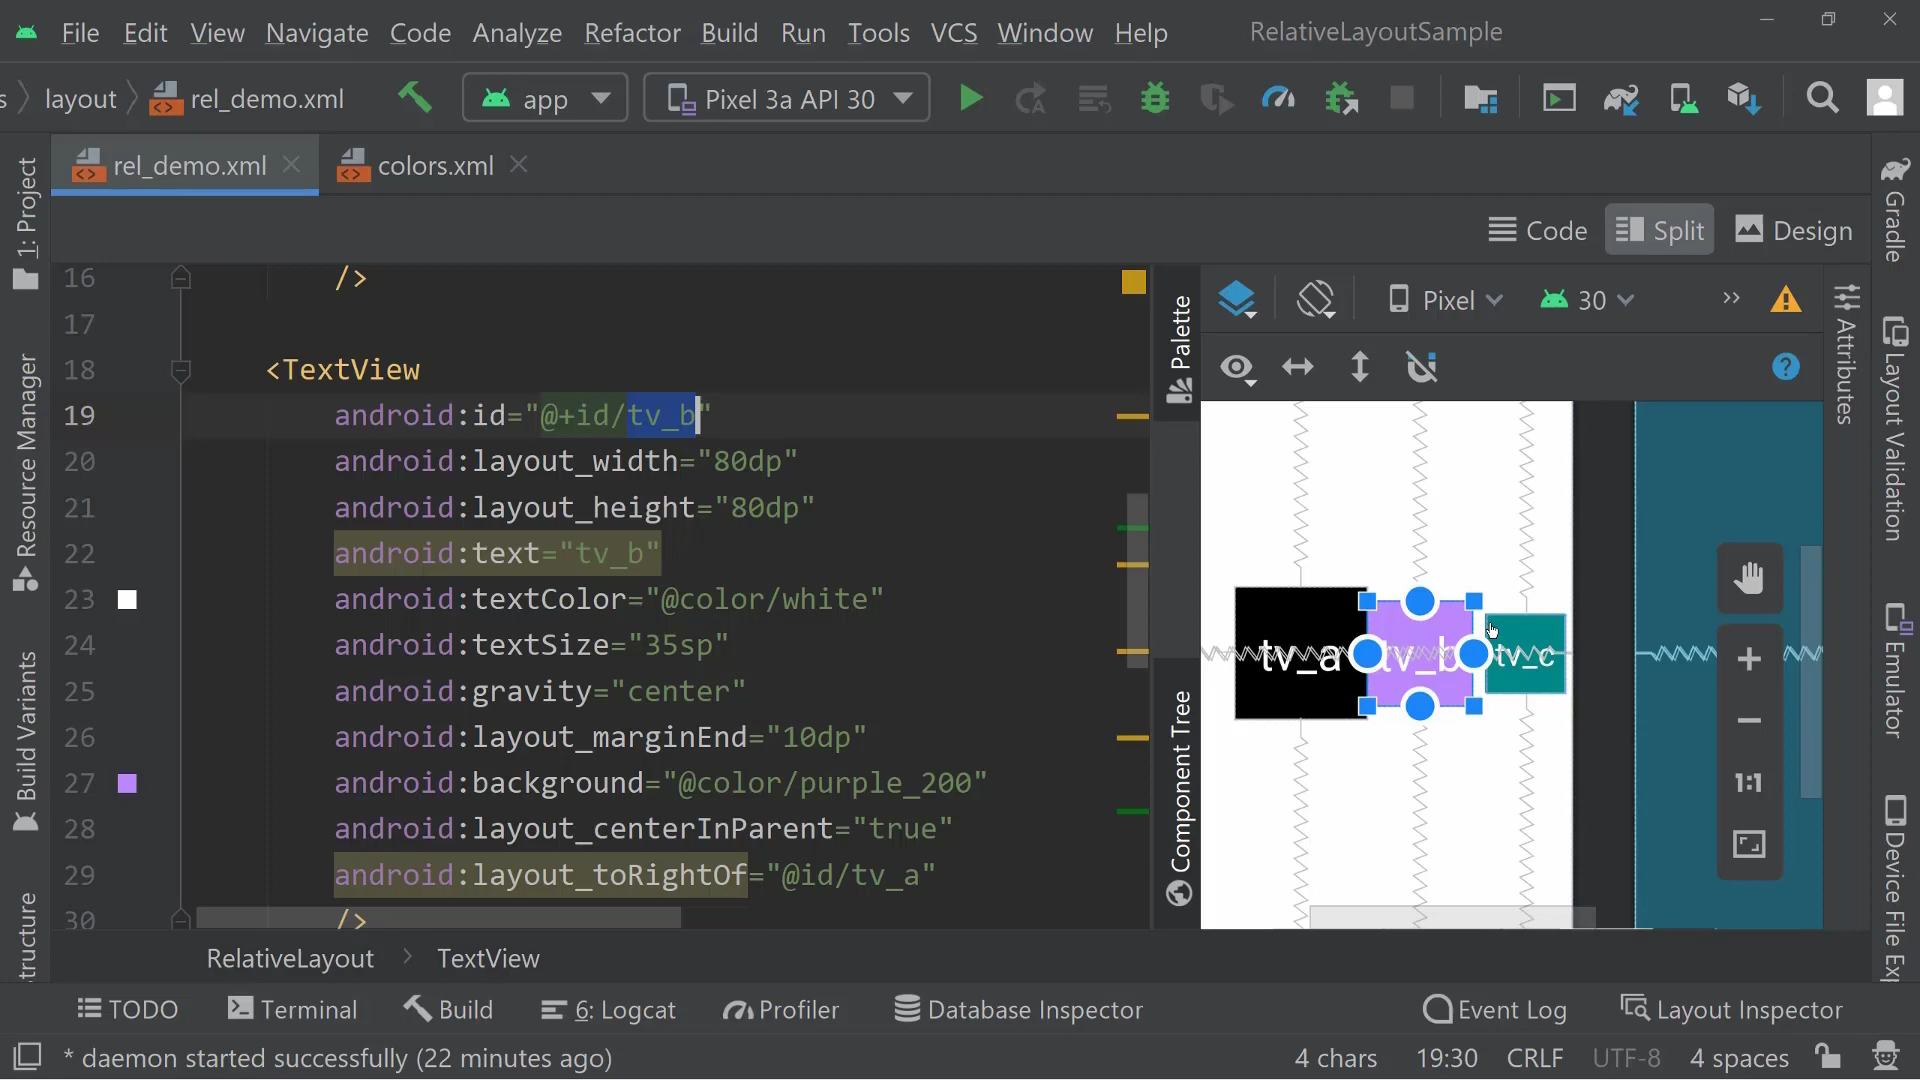 File Edit View Navigate Code Analyze Refactor Build Run Tools VCS Window Help RelativeLayoutSample
s layout rel_demo.xml app Pixel 3a API 30
rel_demo.xml colors.xml
Code Split Design
1: Project
Resource Manager
Build Variants
tructure
16 />
17
18 <TextView
19 android:id="@+id/tv_b"
20 android:layout_width="80dp"
21 android:layout_height="80dp"
22 android:text="tv_b"
23 android:textColor="@color/white"
24 android:textSize="35sp"
25 android:gravity="center"
26 android:layout_marginEnd="10dp"
27 android:background="@color/purple_200"
28 android:layout_centerInParent="true"
29 android:layout_toRightOf="@id/tv_a"
30 />
Palette
Component Tree
Pixel 30 »
?
tv_a tv_b tv_c
+
−
1:1
Attributes
Gradle
Layout Validation
Emulator
Device File Exp
RelativeLayout TextView
TODO Terminal Build 6: Logcat Profiler Database Inspector Event Log Layout Inspector
* daemon started successfully (22 minutes ago) 4 chars 19:30 CRLF UTF-8 4 spaces